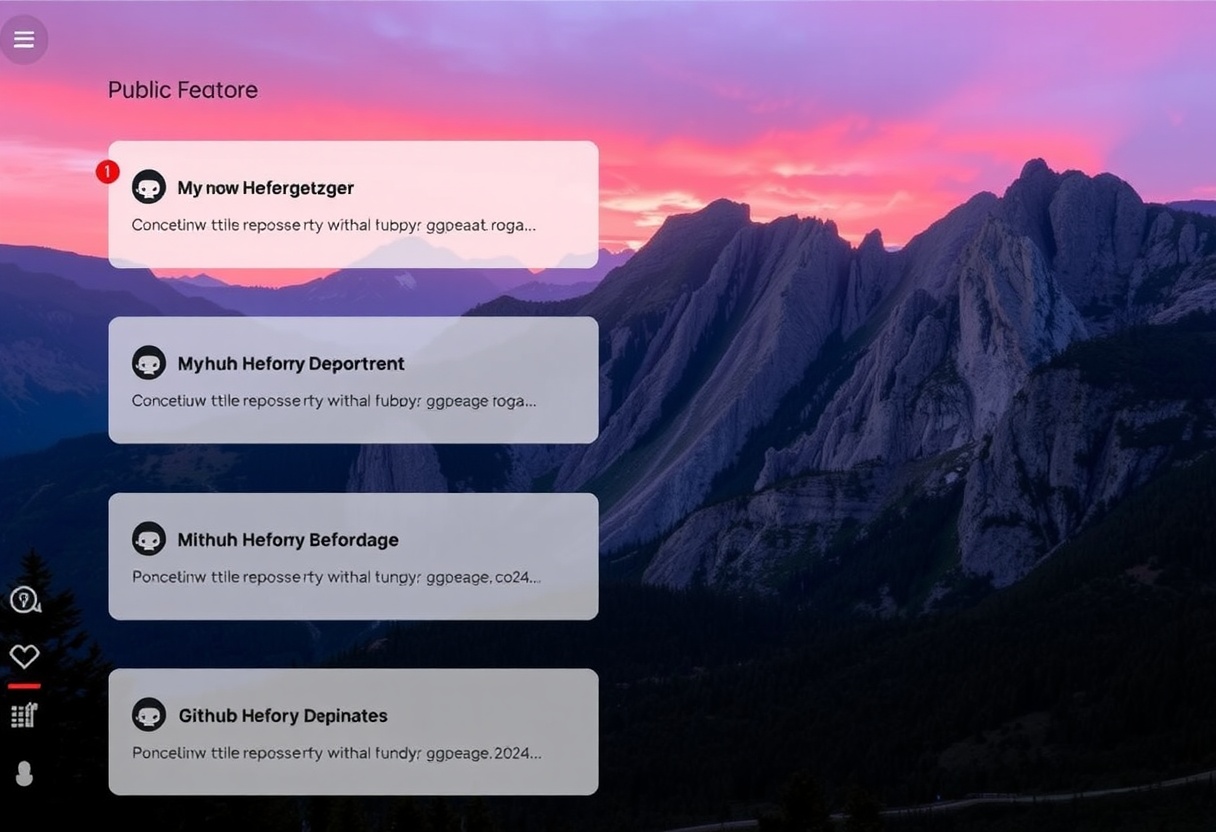 Public Featore
1
My now Hefergetzger
Concetinw ttile reposse rty withal fubpyr ggpeaat roga...
Myhuh Heforry Deportrent
Concetiuw ttile reposse rty withal fubpyr ggpeage roga...
Mithuh Heforry Befordage
Poncetinw ttile reposse rty withal tungyr ggpeage, co24...
Github Hefory Depinates
Poncelinw ttile reposse rty withal fundyr ggpeage.2024...